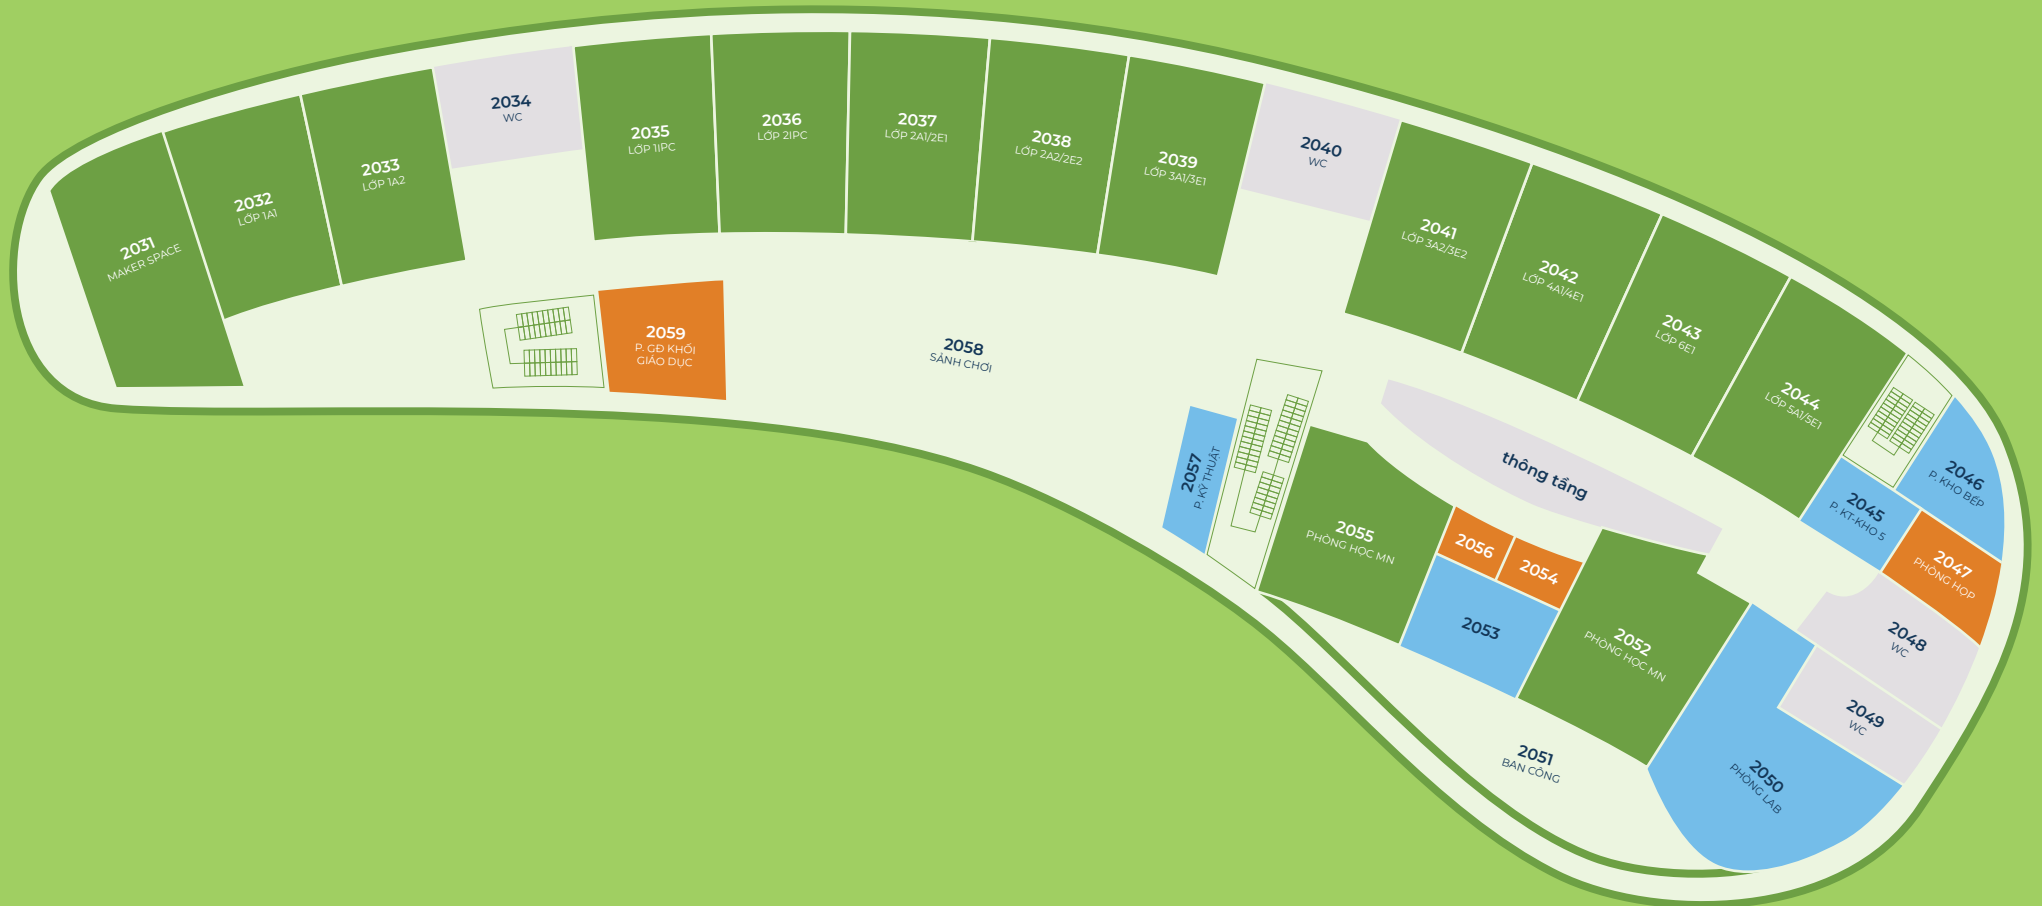 2031
MAKER SPACE
2032
LỚP 1A1
2033
LỚP 1A2
2034
WC
2035
LỚP 1IPC
2036
LỚP 2IPC
2037
LỚP 2A1/2E1
2038
LỚP 2A2/2E2
2039
LỚP 3A1/3E1
2040
WC
2041
LỚP 3A2/3E2
2042
LỚP 4A1/4E1
2043
LỚP 6E1
2044
LỚP 5A1/5E1
2045
P. KT-KHO 5
2046
P. KHO BẾP
2047
PHÒNG HỌP
2048
WC
2049
WC
2050
PHÒNG LAB
2051
BAN CÔNG
2052
PHÒNG HỌC MN
2053
2054
2055
PHÒNG HỌC MN
2056
2057
P. KỸ THUẬT
2058
SẢNH CHƠI
2059
P. GĐ KHỐI
GIÁO DỤC
thông tầng